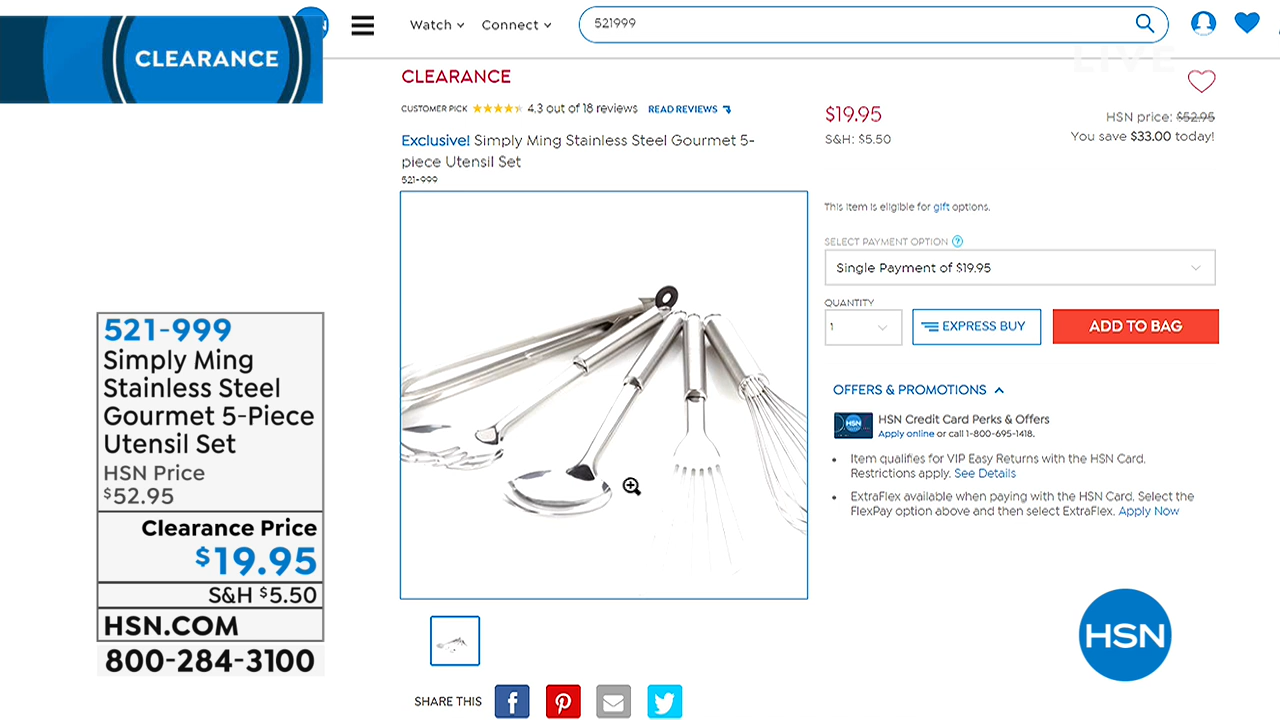 CLEARANCE
Watch
Connect
521999
LIVE
CLEARANCE
CUSTOMER PICK 4.3 out of 18 reviews READ REVIEWS
Exclusive! Simply Ming Stainless Steel Gourmet 5-
piece Utensil Set
521-999
$19.95
S&H: $5.50
HSN price: $52.95
You save $33.00 today!
This item is eligible for gift options.
SELECT PAYMENT OPTION ?
Single Payment of $19.95
QUANTITY
1
EXPRESS BUY
ADD TO BAG
OFFERS & PROMOTIONS
HSN
HSN Credit Card Perks & Offers
Apply online or call 1-800-695-1418.
• Item qualifies for VIP Easy Returns with the HSN Card.
Restrictions apply. See Details
• ExtraFlex available when paying with the HSN Card. Select the
FlexPay option above and then select ExtraFlex. Apply Now
521-999
Simply Ming
Stainless Steel
Gourmet 5-Piece
Utensil Set
HSN Price
$52.95
Clearance Price
$19.95
S&H $5.50
HSN.COM
800-284-3100
SHARE THIS
HSN